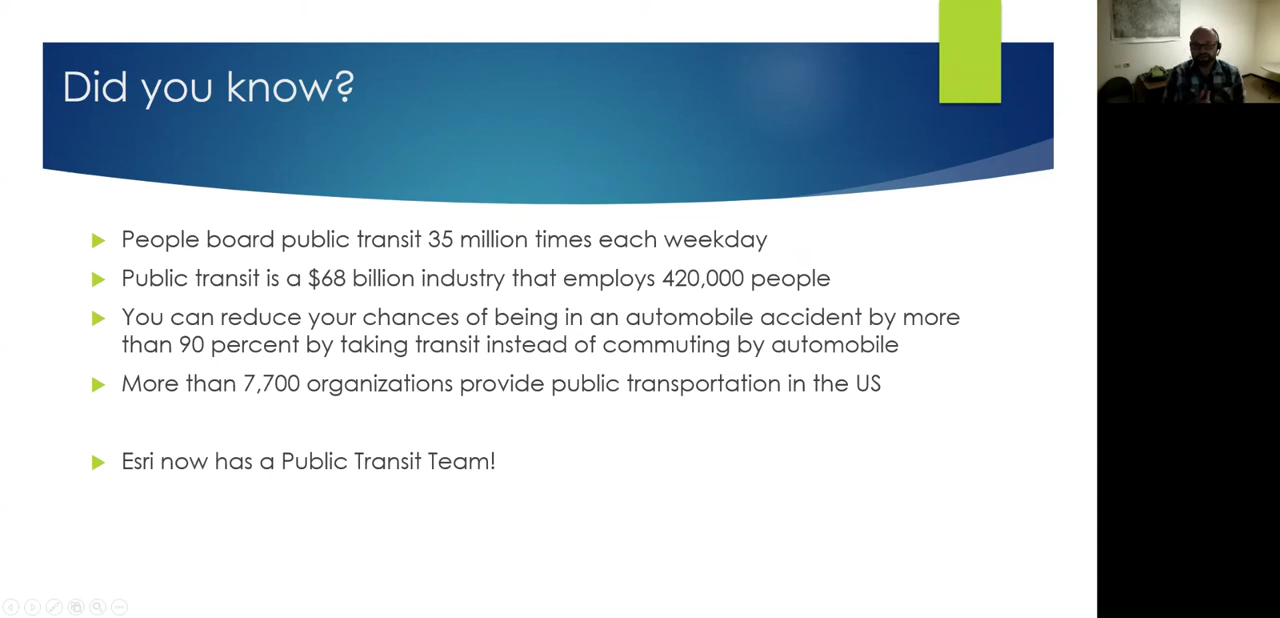 Did you know?
People board public transit 35 million times each weekday
Public transit is a $68 billion industry that employs 420,000 people
You can reduce your chances of being in an automobile accident by more
than 90 percent by taking transit instead of commuting by automobile
More than 7,700 organizations provide public transportation in the US
Esri now has a Public Transit Team!